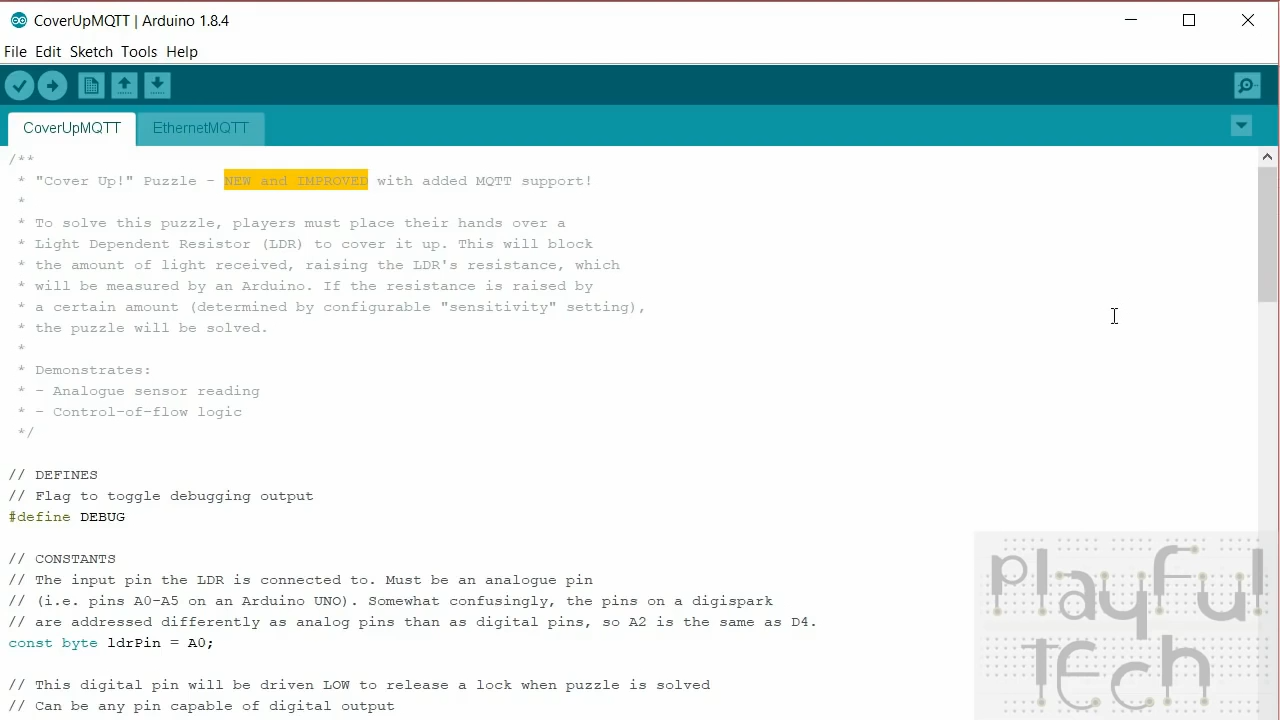 CoverUpMQTT | Arduino 1.8.4
File Edit Sketch Tools Help
CoverUpMQTT EthernetMQTT
/**
* "Cover Up!" Puzzle - NEW and IMPROVED with added MQTT support!
*
* To solve this puzzle, players must place their hands over a
* Light Dependent Resistor (LDR) to cover it up. This will block
* the amount of light received, raising the LDR's resistance, which
* will be measured by an Arduino. If the resistance is raised by
* a certain amount (determined by configurable "sensitivity" setting),
* the puzzle will be solved.
*
* Demonstrates:
* - Analogue sensor reading
* - Control-of-flow logic
*/
// DEFINES
// Flag to toggle debugging output
#define DEBUG
// CONSTANTS
// The input pin the LDR is connected to. Must be an analogue pin
// (i.e. pins A0-A5 on an Arduino UNO). Somewhat confusingly, the pins on a digispark
// are addressed differently as analog pins than as digital pins, so A2 is the same as D4.
const byte ldrPin = A0;
// This digital pin will be driven LOW to release a lock when puzzle is solved
// Can be any pin capable of digital output
playful
tech